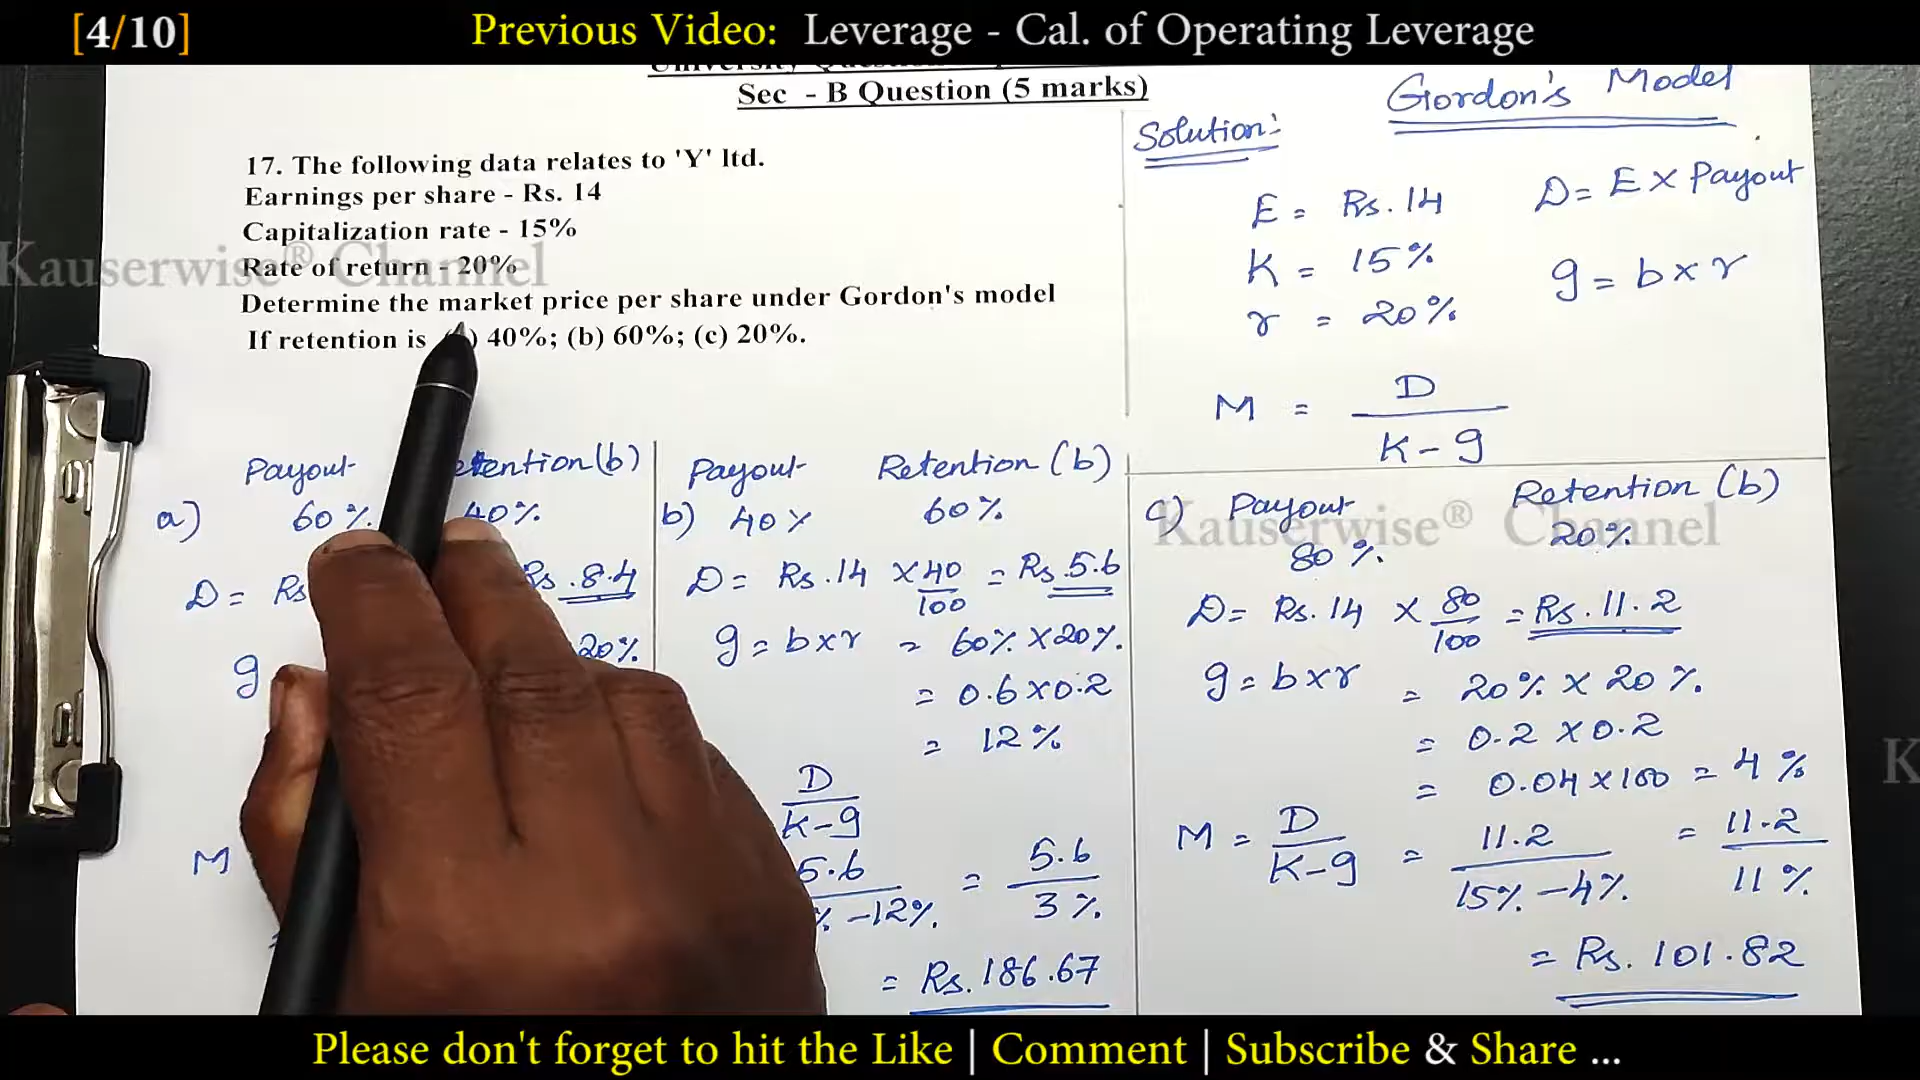 [4/10]
Previous Video: Leverage - Cal. of Operating Leverage
Sec - B Question (5 marks)
17. The following data relates to 'Y' ltd.
Earnings per share - Rs. 14
Capitalization rate - 15%
Rate of return - 20%
Determine the market price per share under Gordon's model
If retention is 40%; (b) 60%; (c) 20%.
Kauserwise® Channel
Gordon's Model
Solution:-
E = Rs. 14
D = E x Payout
K = 15%
g = b x r
r = 20%
M = D
K - g
Payout
a) 60%
40%
D = Rs
Rs. 8.4
g
20%
M
Payout Retention (b)
b) 40% 60%
D = Rs. 14 x 40 = Rs. 5.6
100
g = b x r = 60% x 20%
= 0.6 x 0.2
= 12%
D
K-g
5.6 = 5.6
% -12% 3%
= Rs. 186.67
c) Payout Retention (b)
80% 20%
Kauserwise® Channel
D = Rs. 14 x 80 = Rs. 11.2
100
g = b x r = 20% x 20%
= 0.2 x 0.2
= 0.04 x 100 = 4%
M = D = 11.2 = 11.2
K-g 15% - 4% 11%
= Rs. 101.82
Please don't forget to hit the Like | Comment | Subscribe & Share ...